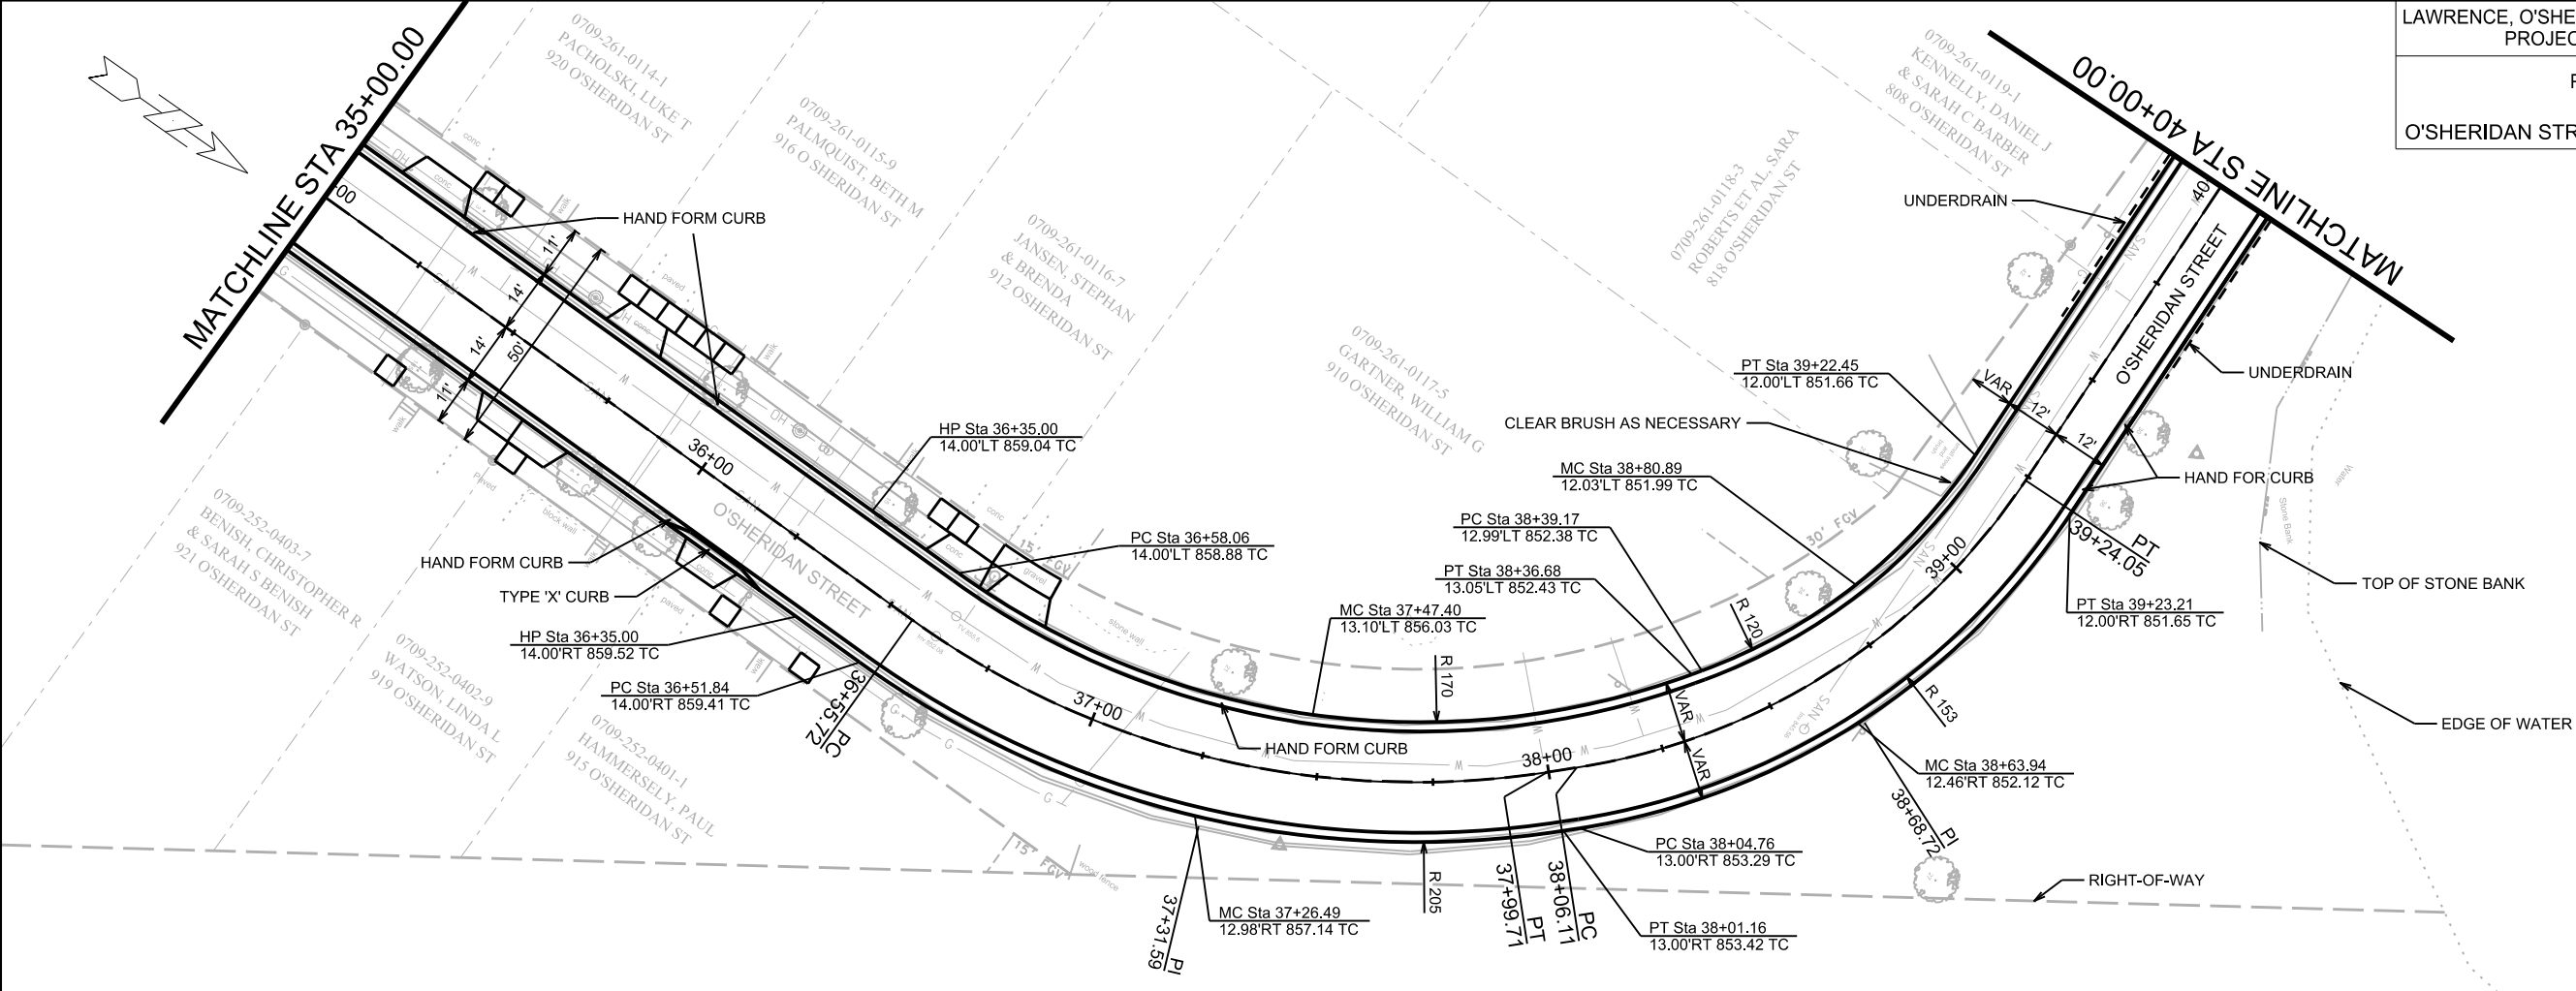 LAWRENCE, O'SHE
PROJEC
O'SHERIDAN STR
MATCHLINE STA 35+00.00
MATCHLINE STA 40+00.00
0709-261-0114-1
PACHOLSKI, LUKE T
920 O'SHERIDAN ST
0709-261-0115-9
PALMQUIST, BETH M
916 O SHERIDAN ST
0709-261-0116-7
JANSEN, STEPHAN
& BRENDA
912 OSHERIDAN ST
0709-261-0117-5
GARTNER, WILLIAM G
910 O'SHERIDAN ST
0709-261-0118-3
ROBERTS ET AL, SARA
818 O'SHERIDAN ST
0709-261-0119-1
KENNELLY, DANIEL J
& SARAH C BARBER
808 O'SHERIDAN ST
0709-252-0403-7
BENISH, CHRISTOPHER R
& SARAH S BENISH
921 O'SHERIDAN ST
0709-252-0402-9
WATSON, LINDA L
919 O'SHERIDAN ST
0709-252-0401-1
HAMMERSELY, PAUL
915 O'SHERIDAN ST
HAND FORM CURB
11'
14'
14'
11'
50'
36+00
O'SHERIDAN STREET
HP Sta 36+35.00
14.00'LT 859.04 TC
PC Sta 36+58.06
14.00'LT 858.88 TC
HAND FORM CURB
TYPE 'X' CURB
HP Sta 36+35.00
14.00'RT 859.52 TC
PC Sta 36+51.84
14.00'RT 859.41 TC
PC
36+55.72
37+00
HAND FORM CURB
15' FGV
gravel
stone wall
MC Sta 37+47.40
13.10'LT 856.03 TC
PT Sta 38+36.68
13.05'LT 852.43 TC
PC Sta 38+39.17
12.99'LT 852.38 TC
MC Sta 38+80.89
12.03'LT 851.99 TC
CLEAR BRUSH AS NECESSARY
PT Sta 39+22.45
12.00'LT 851.66 TC
UNDERDRAIN
R 170
R 120
30' FGV
VAR
VAR
38+00
39+00
VAR
12'
12'
O'SHERIDAN STREET
UNDERDRAIN
HAND FOR CURB
Stone Bank
Water
PT
39+24.05
TOP OF STONE BANK
PT Sta 39+23.21
12.00'RT 851.65 TC
EDGE OF WATER
R 153
MC Sta 38+63.94
12.46'RT 852.12 TC
PI
38+68.72
PC Sta 38+04.76
13.00'RT 853.29 TC
RIGHT-OF-WAY
PT Sta 38+01.16
13.00'RT 853.42 TC
PC
38+06.11
PT
37+99.71
R 205
MC Sta 37+26.49
12.98'RT 857.14 TC
PI
37+31.59
15' FGV
wood fence
block wall
paved
walk
conc